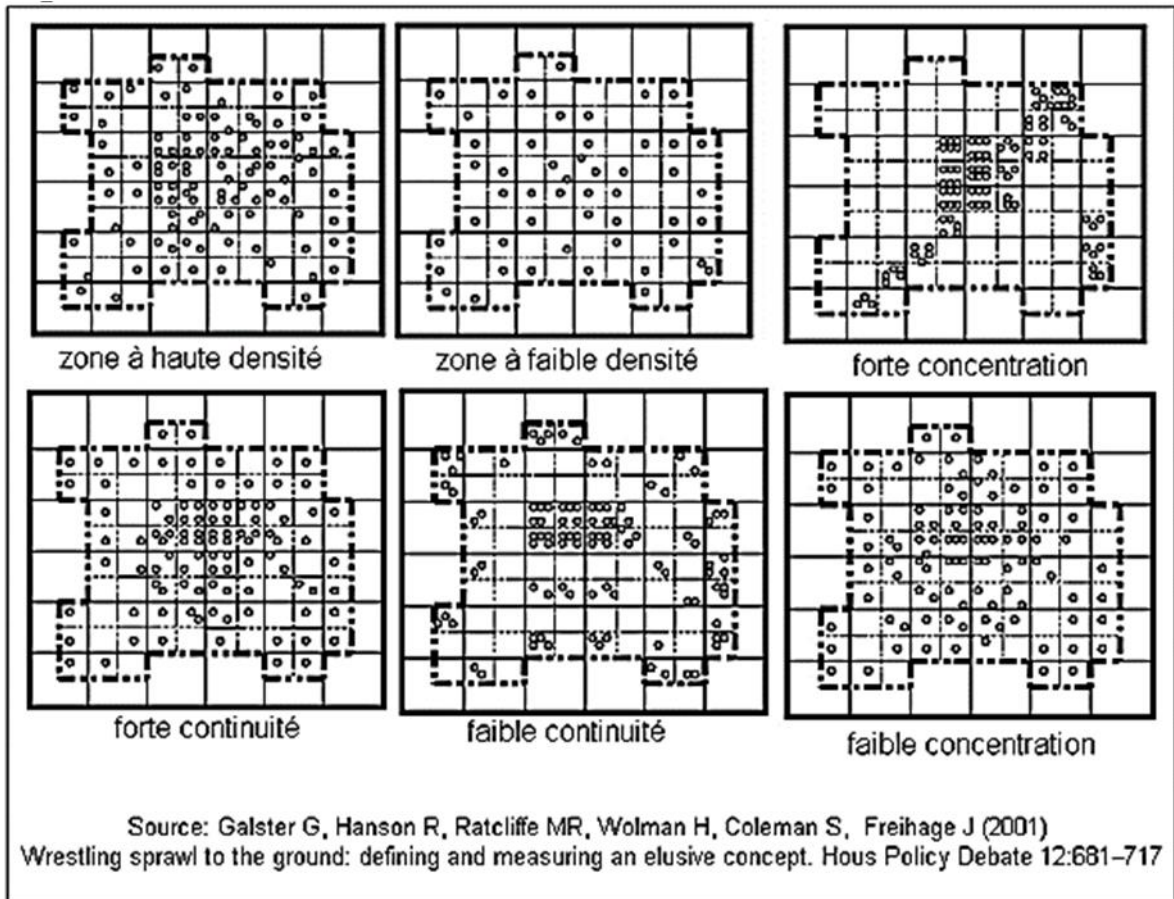 zone à haute densité
zone à faible densité
forte concentration
forte continuité
faible continuité
faible concentration
Source: Galster G, Hanson R, Ratcliffe MR, Wolman H, Coleman S, Freihage J (2001)
Wrestling sprawl to the ground: defining and measuring an elusive concept. Hous Policy Debate 12:681–717